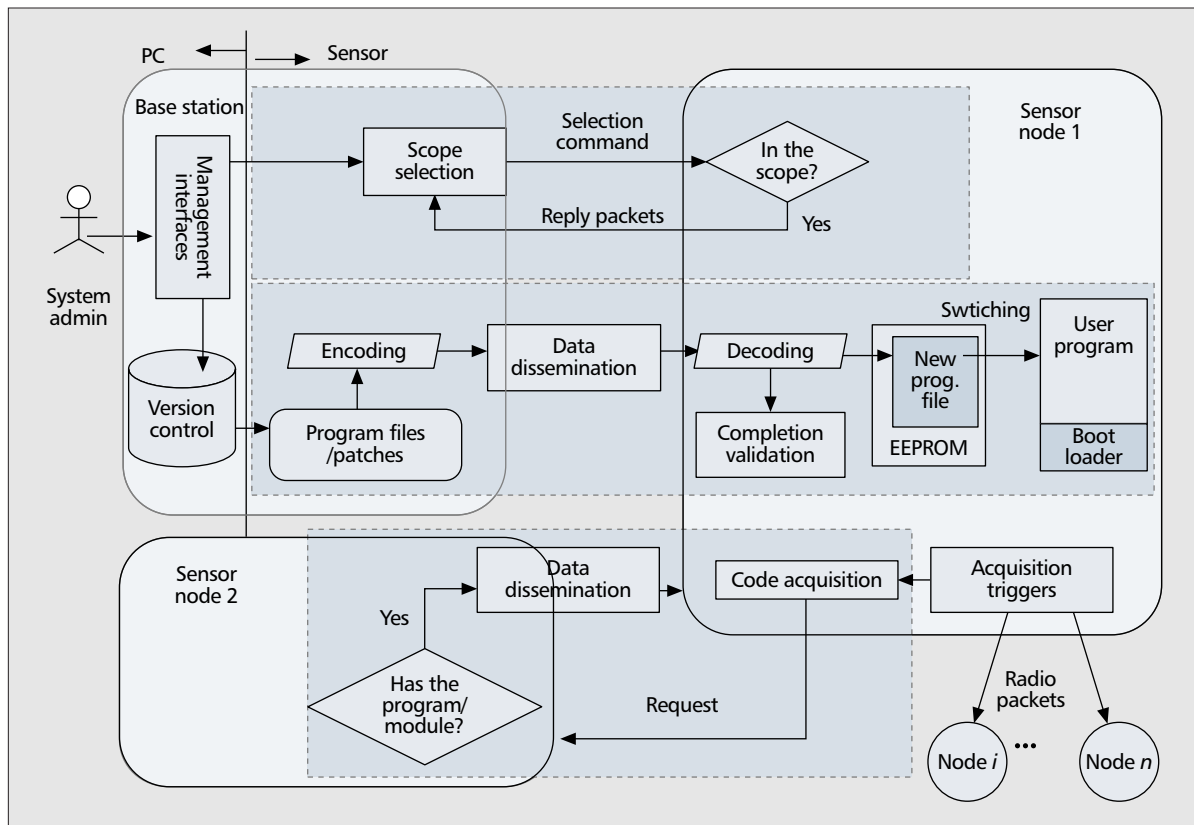 PC
Sensor
Base station
Sensor
node 1
Management
interfaces
Scope
selection
Selection
command
In the
scope?
Reply packets
Yes
System
admin
Swtiching
Encoding
Data
dissemination
Decoding
New
prog.
file
User
program
Version
control
Program files
/patches
Completion
validation
EEPROM
Boot
loader
Sensor
node 2
Data
dissemination
Code acquisition
Acquisition
triggers
Yes
Has the
program/
module?
Request
Radio
packets
Node i
...
Node n